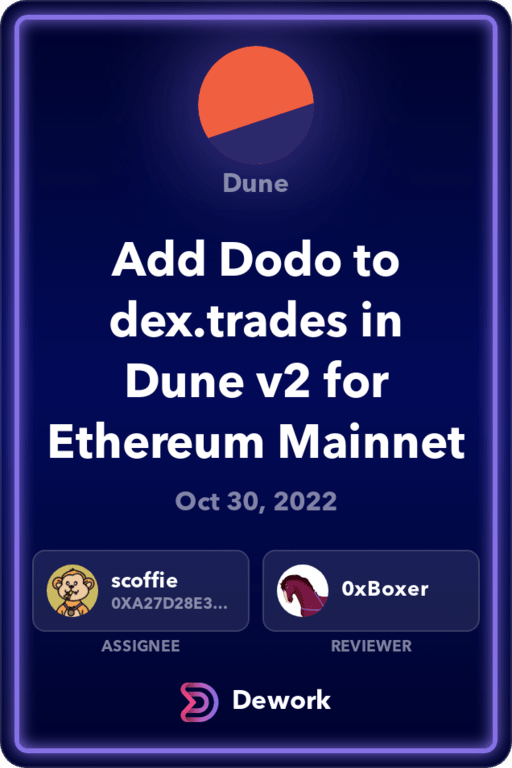 Dune
Add Dodo to
dex.trades in
Dune v2 for
Ethereum Mainnet
Oct 30, 2022
scoffie
0XA27D28E3...
ASSIGNEE
0xBoxer
REVIEWER
Dework